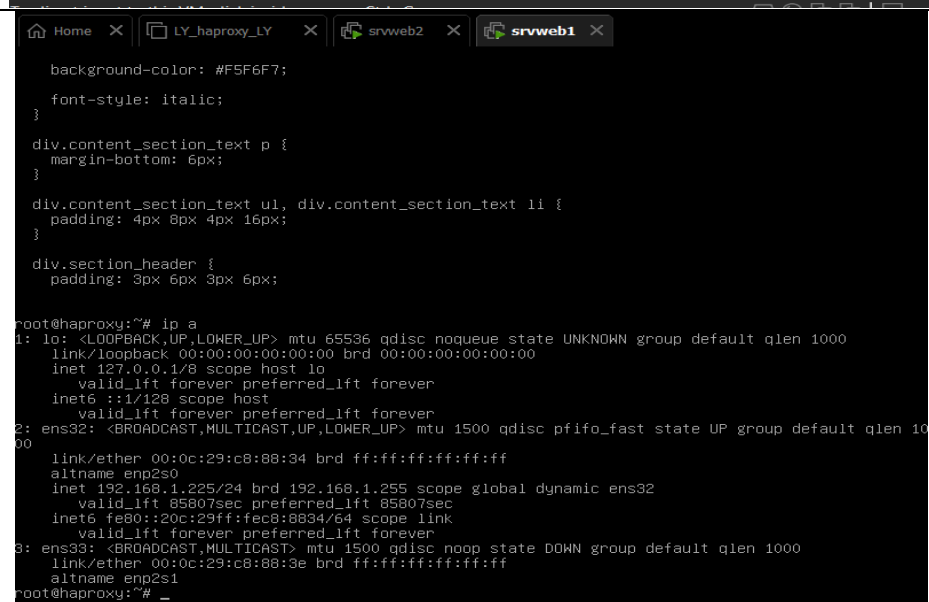 Home × LY_haproxy_LY × srvweb2 × srvweb1 ×
background-color: #F5F6F7;
font-style: italic;
}
div.content_section_text p {
margin-bottom: 6px;
}
div.content_section_text ul, div.content_section_text li {
padding: 4px 8px 4px 16px;
}
div.section_header {
padding: 3px 6px 3px 6px;
root@haproxy:~# ip a
1: lo: <LOOPBACK,UP,LOWER_UP> mtu 65536 qdisc noqueue state UNKNOWN group default qlen 1000
link/loopback 00:00:00:00:00:00 brd 00:00:00:00:00:00
inet 127.0.0.1/8 scope host lo
valid_lft forever preferred_lft forever
inet6 ::1/128 scope host
valid_lft forever preferred_lft forever
2: ens32: <BROADCAST,MULTICAST,UP,LOWER_UP> mtu 1500 qdisc pfifo_fast state UP group default qlen 10
00
link/ether 00:0c:29:c8:88:34 brd ff:ff:ff:ff:ff:ff
altname enp2s0
inet 192.168.1.225/24 brd 192.168.1.255 scope global dynamic ens32
valid_lft 85807sec preferred_lft 85807sec
inet6 fe80::20c:29ff:fec8:8834/64 scope link
valid_lft forever preferred_lft forever
3: ens33: <BROADCAST,MULTICAST> mtu 1500 qdisc noop state DOWN group default qlen 1000
link/ether 00:0c:29:c8:88:3e brd ff:ff:ff:ff:ff:ff
altname enp2s1
root@haproxy:~# _